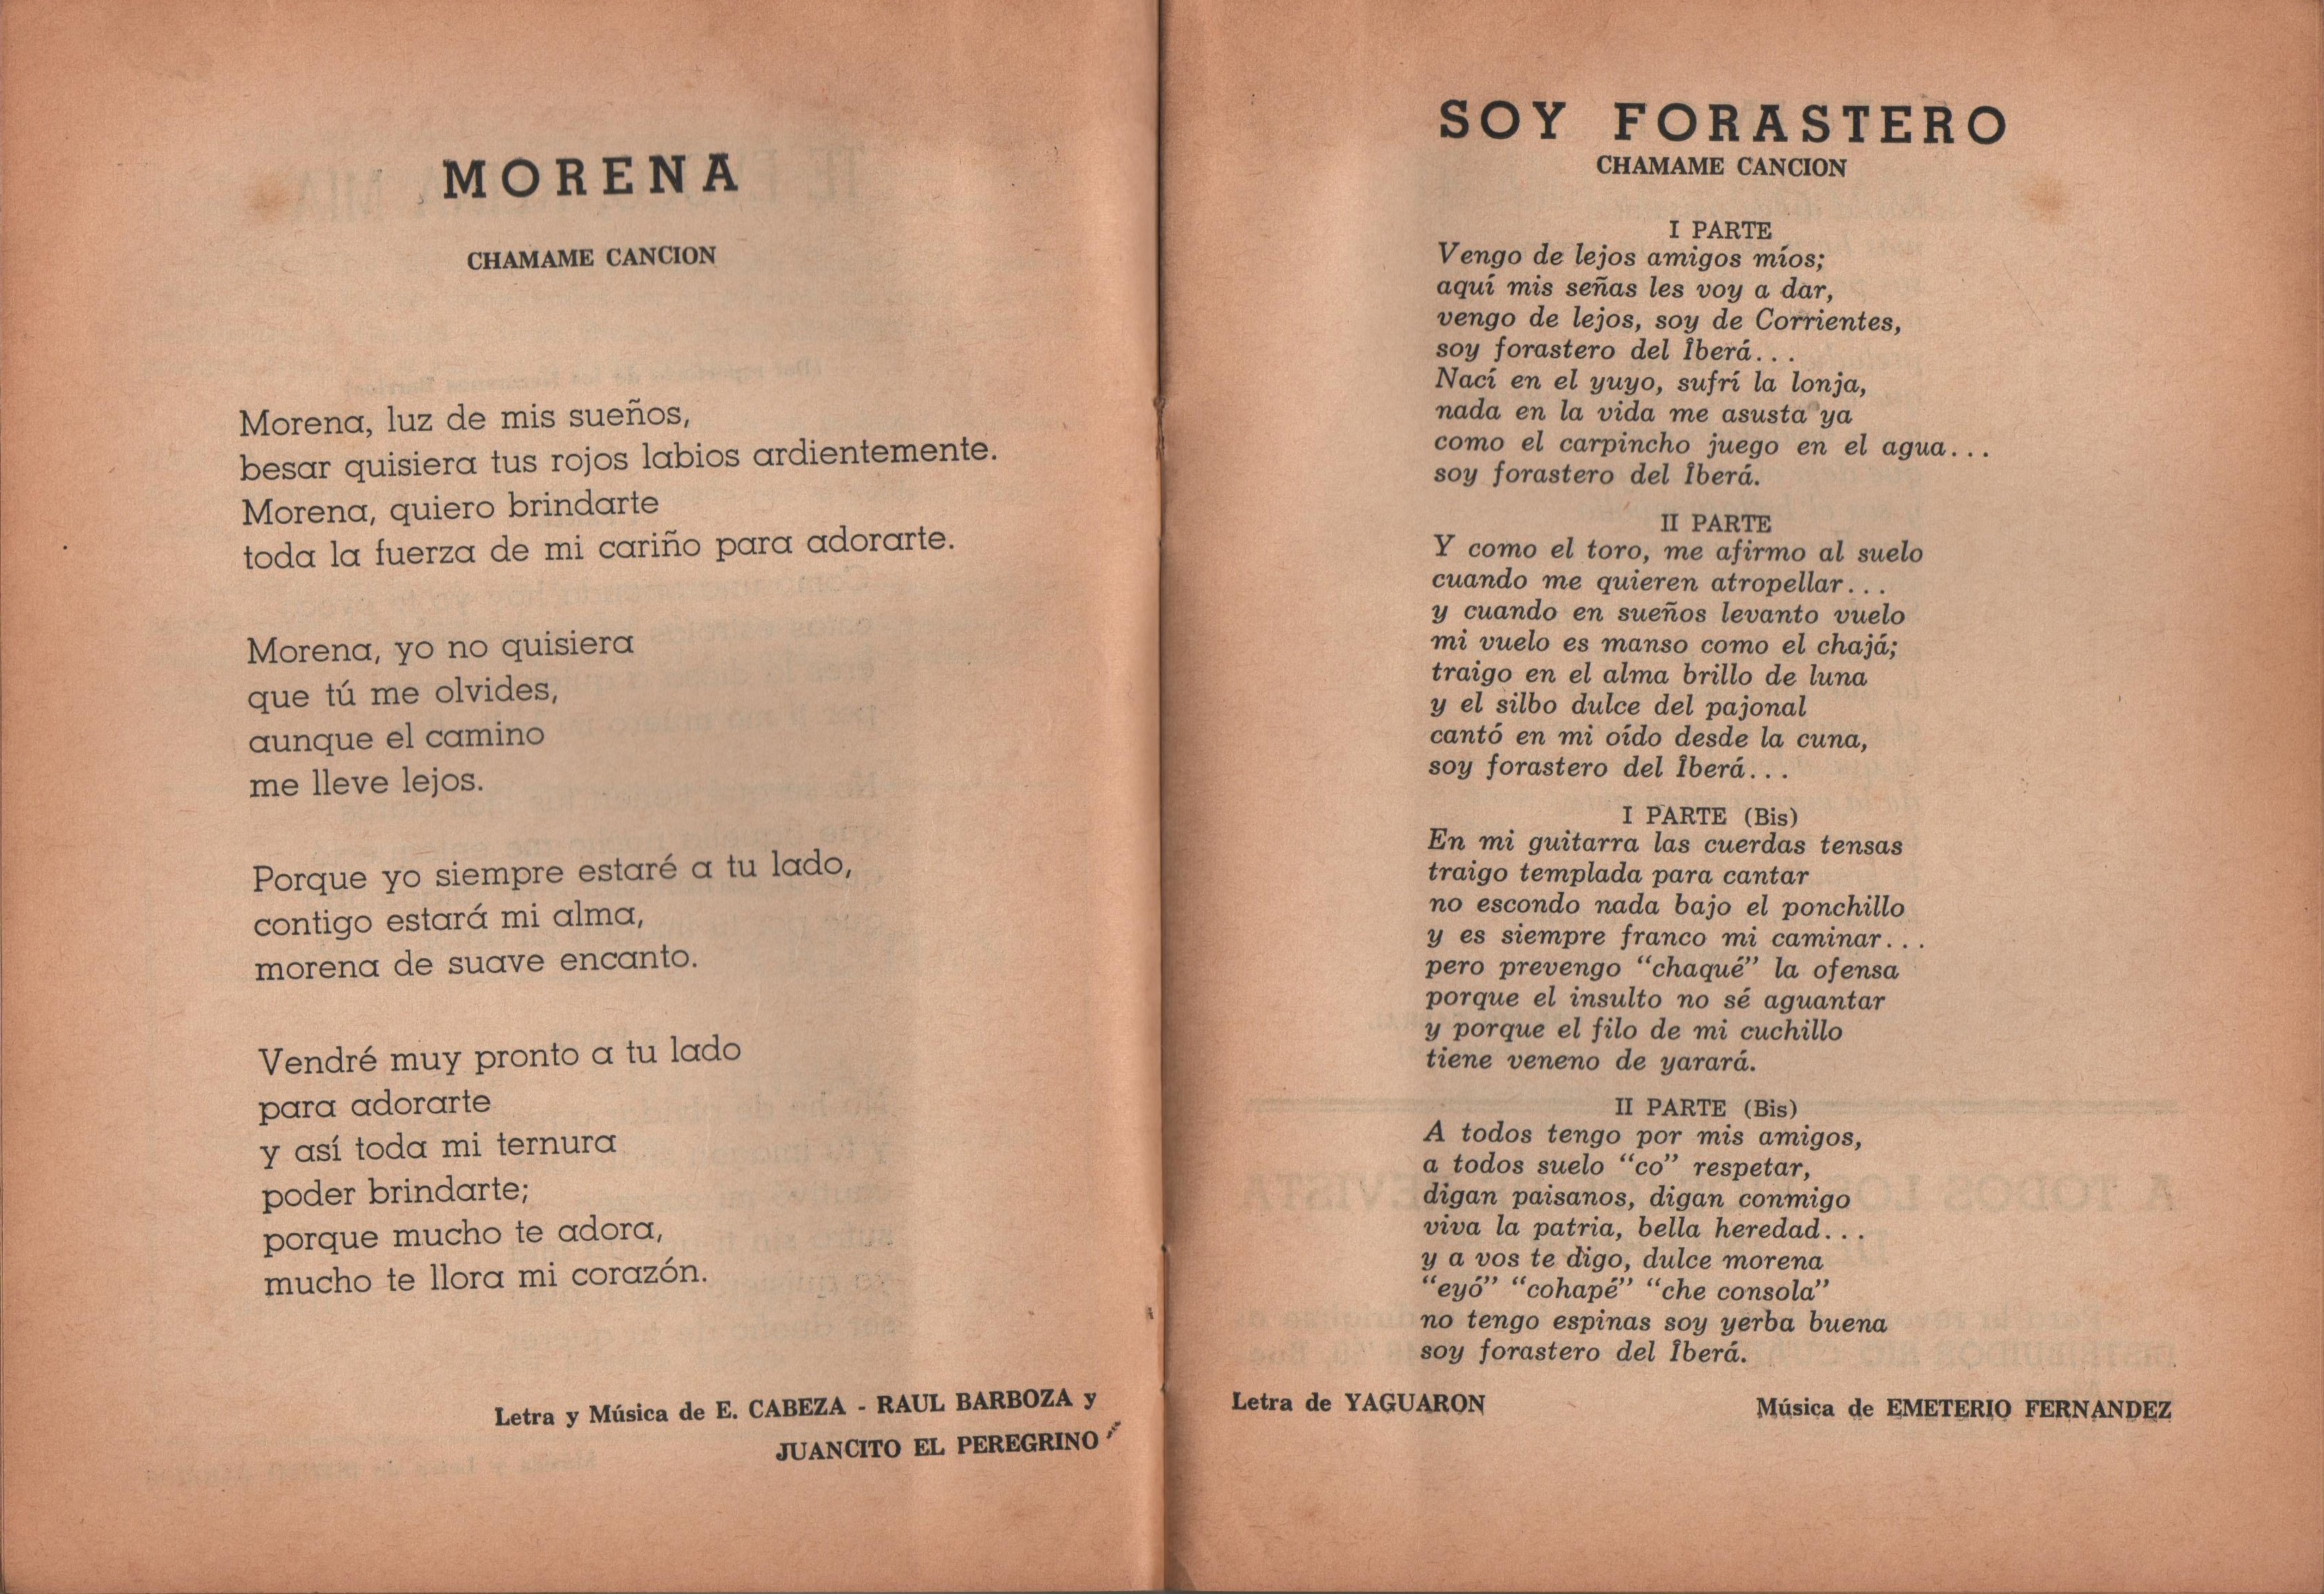 MORENA
CHAMAME CANCION
Morena, luz de mis sueños,
besar quisiera tus rojos labios ardientemente.
Morena, quiero brindarte
toda la fuerza de mi cariño para adorarte.
Morena, yo no quisiera
que tú me olvides,
aunque el camino
me lleve lejos.
Porque yo siempre estaré a tu lado,
contigo estará mi alma,
morena de suave encanto.
Vendré muy pronto a tu lado
para adorarte
y así toda mi ternura
poder brindarte;
porque mucho te adora,
mucho te llora mi corazón.
Letra y Música de E. CABEZA - RAUL BARBOZA y
JUANCITO EL PEREGRINO
SOY FORASTERO
CHAMAME CANCION
I PARTE
Vengo de lejos amigos míos;
aquí mis señas les voy a dar,
vengo de lejos, soy de Corrientes,
soy forastero del Îberá...
Nací en el yuyo, sufrí la lonja,
nada en la vida me asusta ya
como el carpincho juego en el agua...
soy forastero del Îberá.
II PARTE
Y como el toro, me afirmo al suelo
cuando me quieren atropellar...
y cuando en sueños levanto vuelo
mi vuelo es manso como el chajá;
traigo en el alma brillo de luna
y el silbo dulce del pajonal
cantó en mi oído desde la cuna,
soy forastero del Îberá...
I PARTE (Bis)
En mi guitarra las cuerdas tensas
traigo templada para cantar
no escondo nada bajo el ponchillo
y es siempre franco mi caminar...
pero prevengo "chaqué" la ofensa
porque el insulto no sé aguantar
y porque el filo de mi cuchillo
tiene veneno de yarará.
II PARTE (Bis)
A todos tengo por mis amigos,
a todos suelo "co" respetar,
digan paisanos, digan conmigo
viva la patria, bella heredad...
y a vos te digo, dulce morena
"eyó" "cohapé" "che consola"
no tengo espinas soy yerba buena
soy forastero del Îberá.
Letra de YAGUARON Música de EMETERIO FERNANDEZ